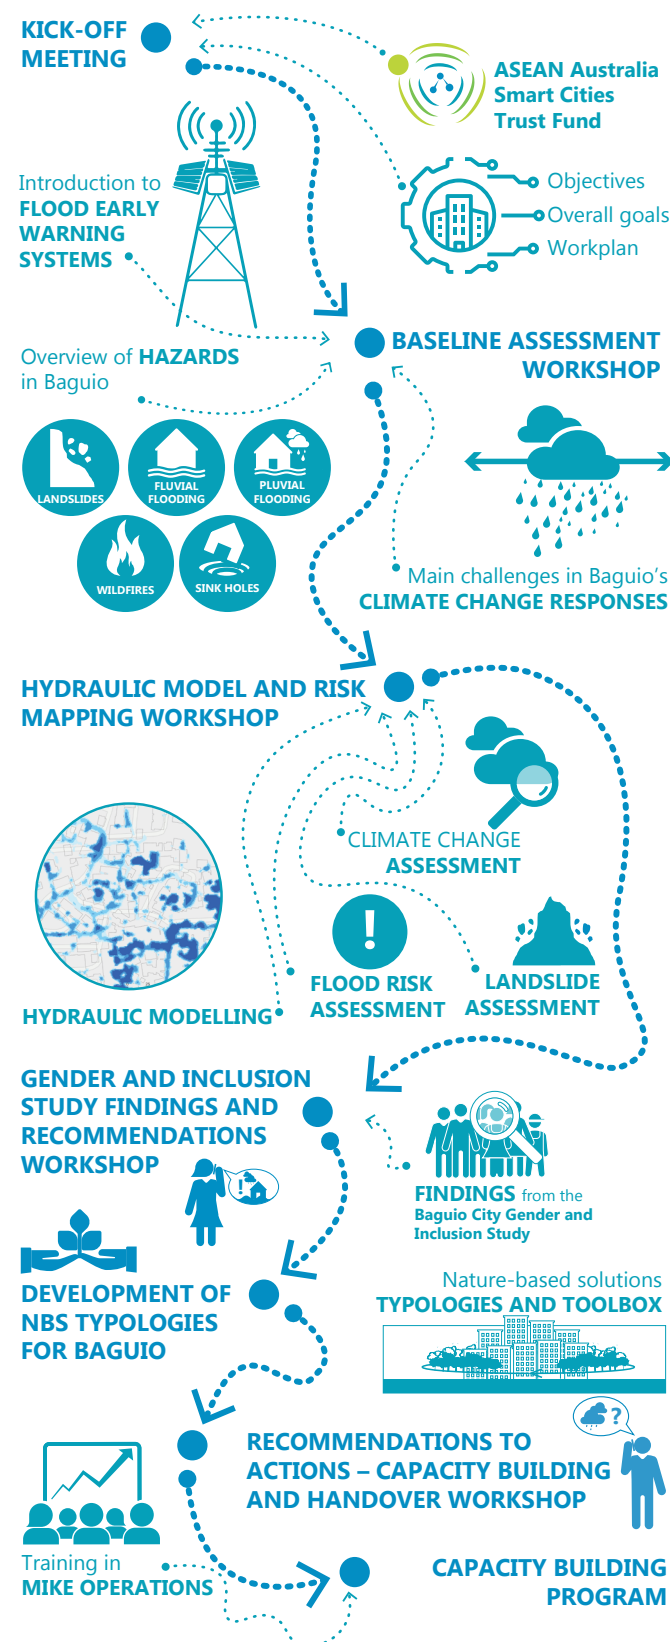 KICK-OFF
MEETING
ASEAN Australia
Smart Cities
Trust Fund
Introduction to
FLOOD EARLY
WARNING
SYSTEMS
Objectives
Overall goals
Workplan
BASELINE ASSESSMENT
WORKSHOP
Overview of HAZARDS
in Baguio
LANDSLIDES
FLUVIAL
FLOODING
PLUVIAL
FLOODING
WILDFIRES
SINK HOLES
Main challenges in Baguio's
CLIMATE CHANGE RESPONSES
HYDRAULIC MODEL AND RISK
MAPPING WORKSHOP
CLIMATE CHANGE
ASSESSMENT
!
FLOOD RISK
ASSESSMENT
LANDSLIDE
ASSESSMENT
HYDRAULIC MODELLING
GENDER AND INCLUSION
STUDY FINDINGS AND
RECOMMENDATIONS
WORKSHOP
!
FINDINGS from the
Baguio City Gender and
Inclusion Study
DEVELOPMENT OF
NBS TYPOLOGIES
FOR BAGUIO
Nature-based solutions
TYPOLOGIES AND TOOLBOX
?
RECOMMENDATIONS TO
ACTIONS – CAPACITY BUILDING
AND HANDOVER WORKSHOP
Training in
MIKE OPERATIONS
CAPACITY BUILDING
PROGRAM